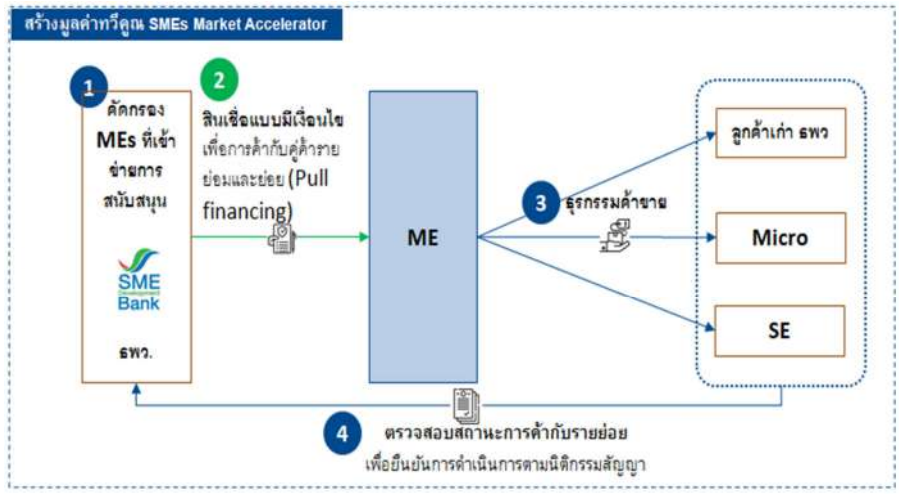 สร้างมูลค่าทวีคูณ SMEs Market Accelerator
1
คัดกรอง
MEs ที่เข้า
ข่ายการ
สนับสนุน
SME
Development
Bank
ธพว.
2
สินเชื่อแบบมีเงื่อนไข
เพื่อการค้ากับคู่ค้าราย
ย่อมและย่อย (Pull
financing)
ME
3
ธุรกรรมค้าขาย
ลูกค้าเก่า ธพว
Micro
SE
4
ตรวจสอบสถานะการค้ากับรายย่อย
เพื่อยืนยันการดำเนินการตามนิติกรรมสัญญา